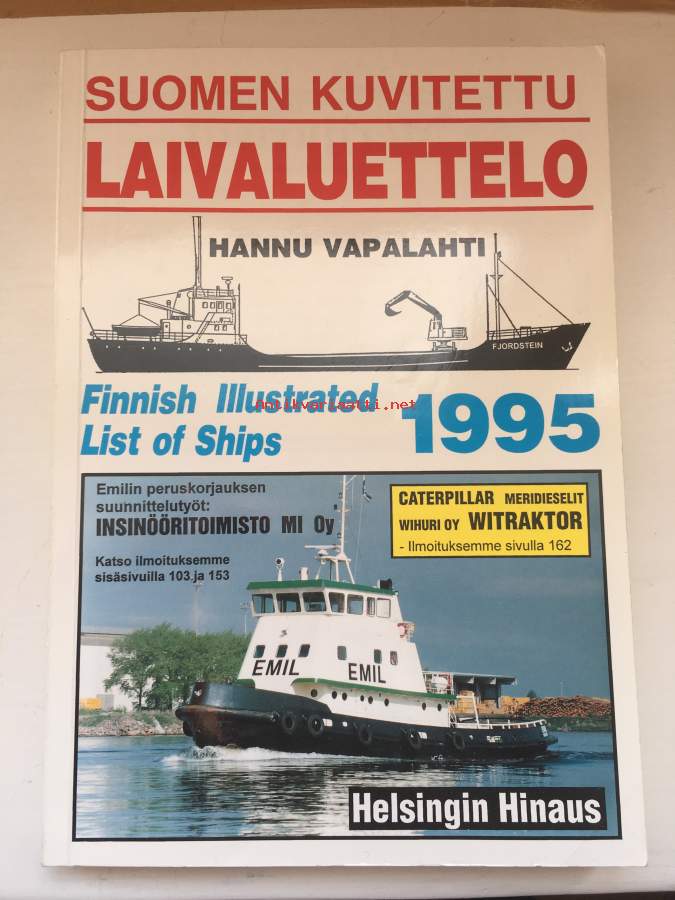 SUOMEN KUVITETTU
LAIVALUETTELO
HANNU VAPALAHTI
FJORDSTEIN
Finnish Illustrated
List of Ships
1995
antikvariaatti.net
Emilin peruskorjauksen
suunnittelutyöt:
INSINÖÖRITOIMISTO MI Oy
Katso ilmoituksemme
sisäsivuilla 103 ja 153
CATERPILLAR MERIDIESELIT
WIHURI OY WITRAKTOR
- Ilmoituksemme sivulla 162
EMIL
EMIL
Helsingin Hinaus